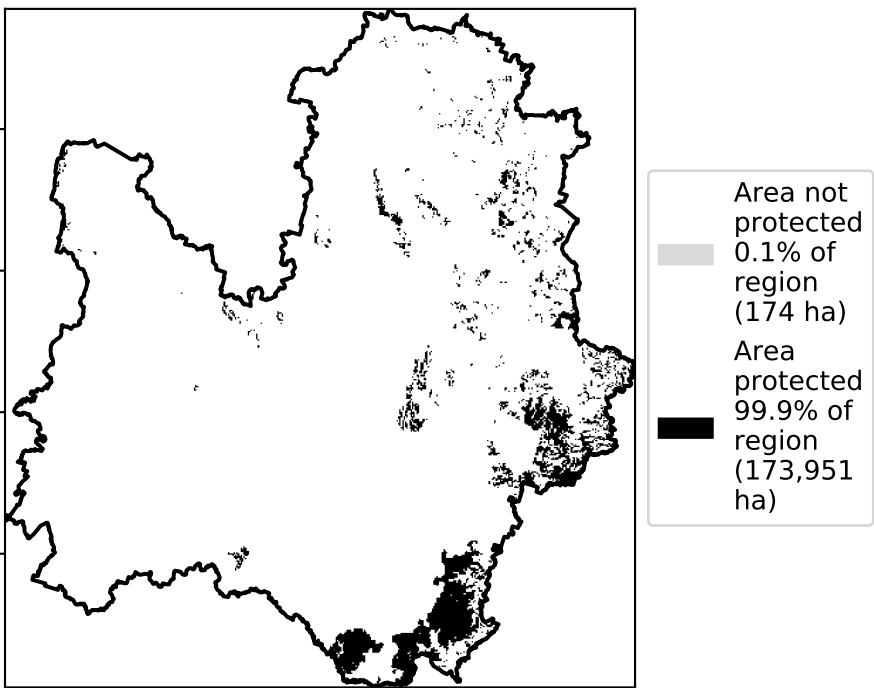 Area not
protected
0.1% of
region
(174 ha)
Area
protected
99.9% of
region
(173,951
ha)